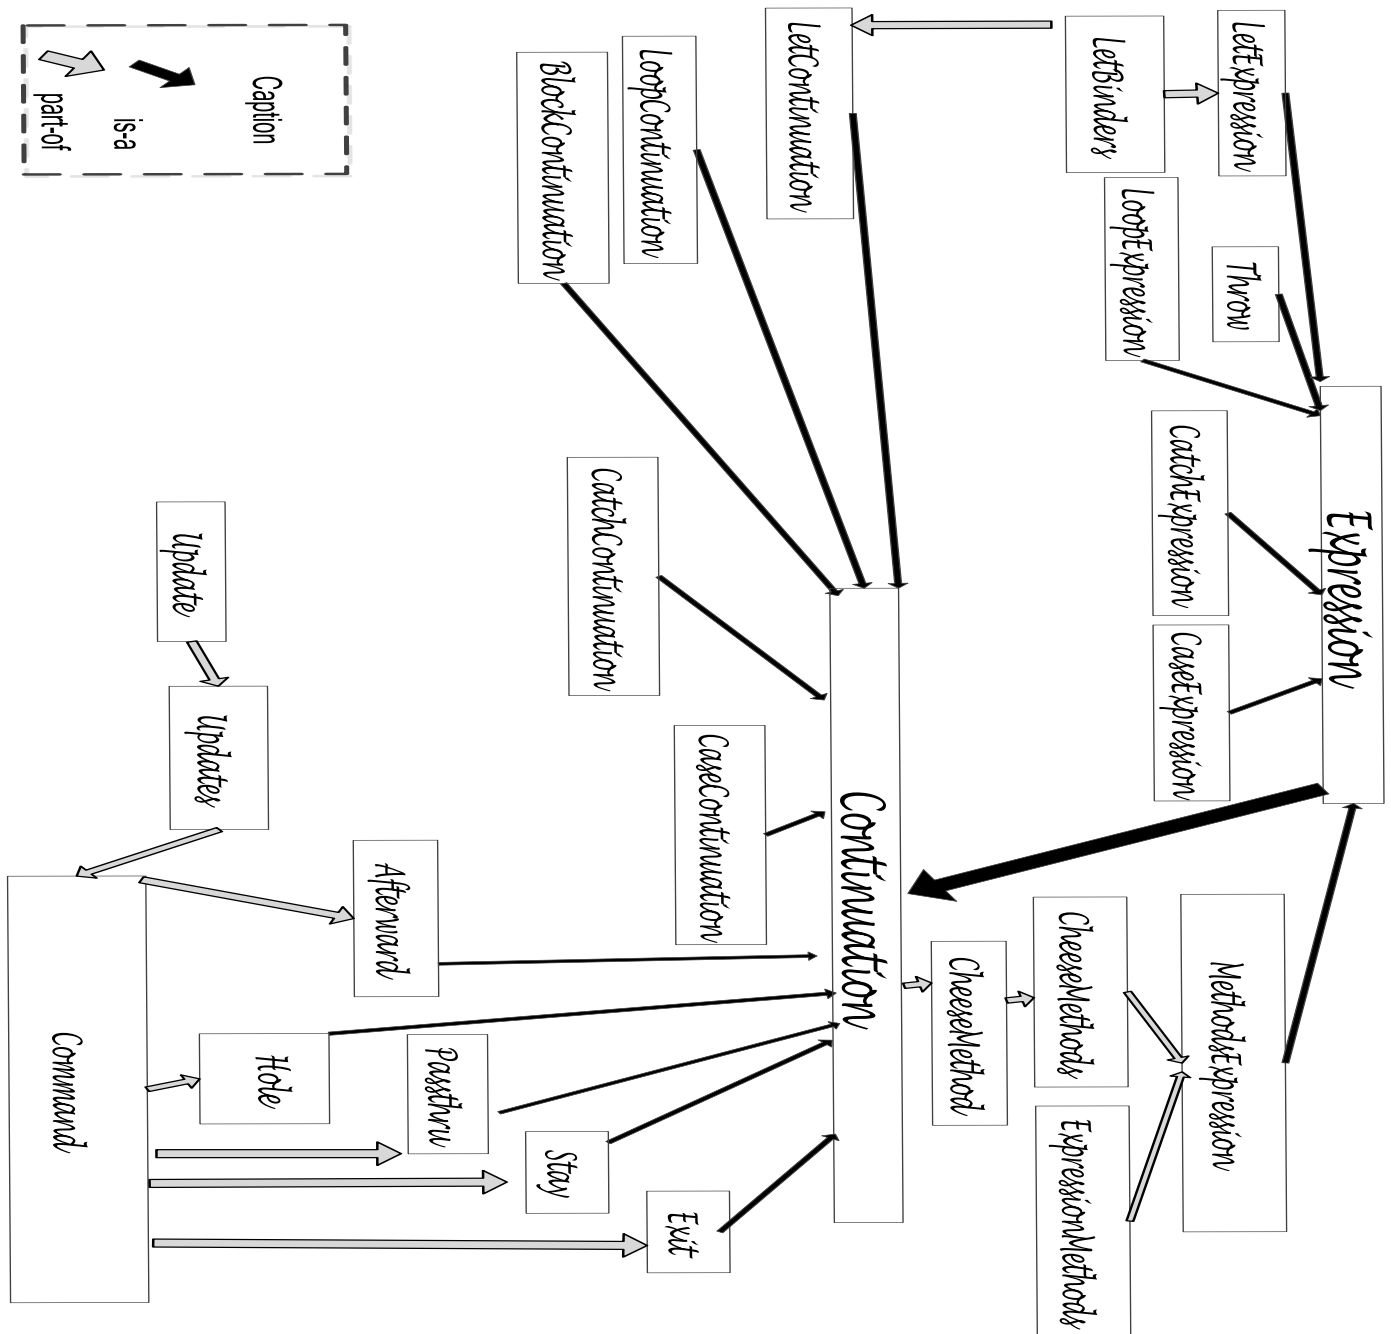 Expression
LetExpression
LetBinders
Throw
LoopExpression
CatchExpression
CaseExpression
MethodsExpression
CheeseMethods
ExpressionMethods
CheeseMethod
Continuation
LetContinuation
LoopContinuation
BlockContinuation
CatchContinuation
CaseContinuation
Exit
Stay
Passthru
Afterward
Hole
Caption
is-a
part-of
Update
Updates
Command